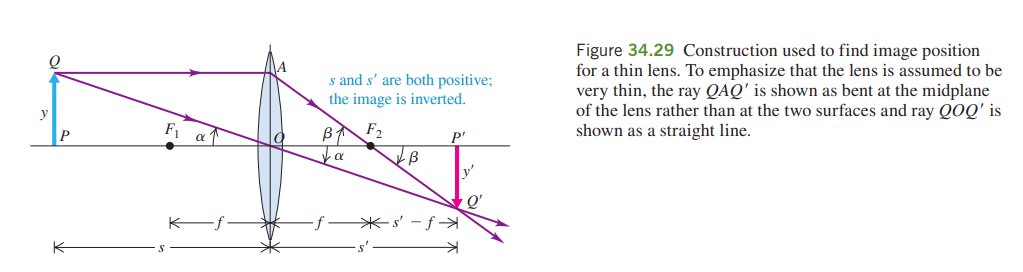 Q
A
s and s′ are both positive;
the image is inverted.
y
P
F₁
α
O
β
F₂
P′
α
β
y′
Q′
f
f
s′ − f
s
s′
Figure 34.29 Construction used to find image position
for a thin lens. To emphasize that the lens is assumed to be
very thin, the ray QAQ′ is shown as bent at the midplane
of the lens rather than at the two surfaces and ray QOQ′ is
shown as a straight line.